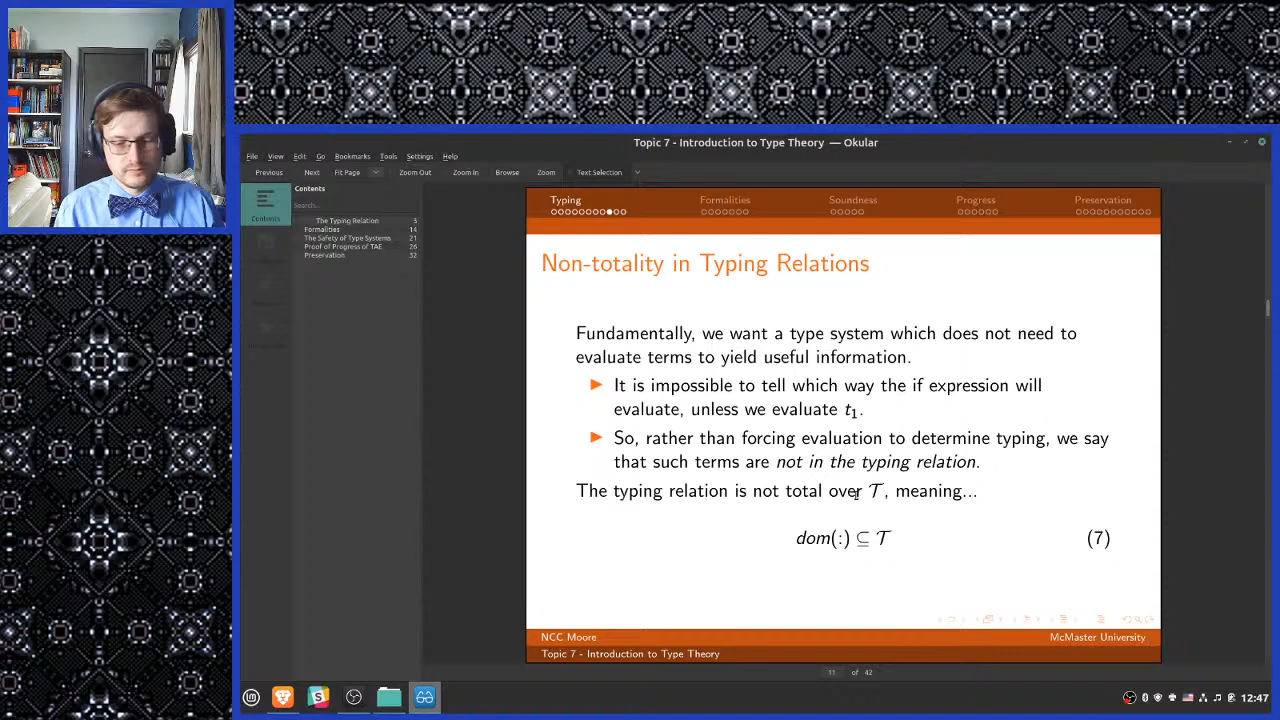 Topic 7 - Introduction to Type Theory — Okular
File View Edit Go Bookmarks Tools Settings Help
Previous Next Fit Page Zoom Out Zoom In Browse Zoom Text Selection
Contents
Contents
Search...
The Typing Relation 3
Formalities 14
The Safety of Type Systems 21
Proof of Progress of TAE 26
Preservation 32
Typing Formalities Soundness Progress Preservation
Non-totality in Typing Relations
Fundamentally, we want a type system which does not need to
evaluate terms to yield useful information.
▶ It is impossible to tell which way the if expression will
evaluate, unless we evaluate t₁.
▶ So, rather than forcing evaluation to determine typing, we say
that such terms are not in the typing relation.
The typing relation is not total over 𝒯, meaning...
dom(:) ⊆ 𝒯 (7)
NCC Moore McMaster University
Topic 7 - Introduction to Type Theory
11 of 42
12:47